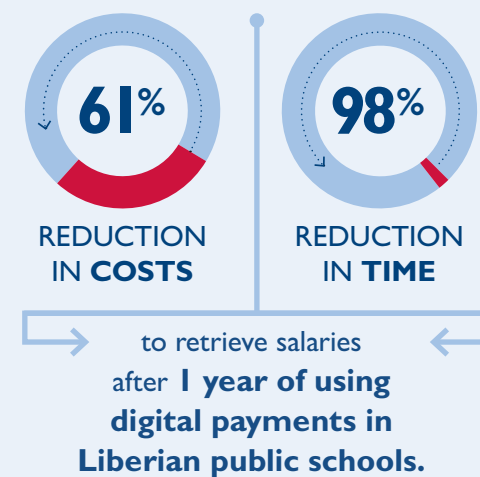 61%
REDUCTION
IN COSTS
98%
REDUCTION
IN TIME
to retrieve salaries
after 1 year of using
digital payments in
Liberian public schools.